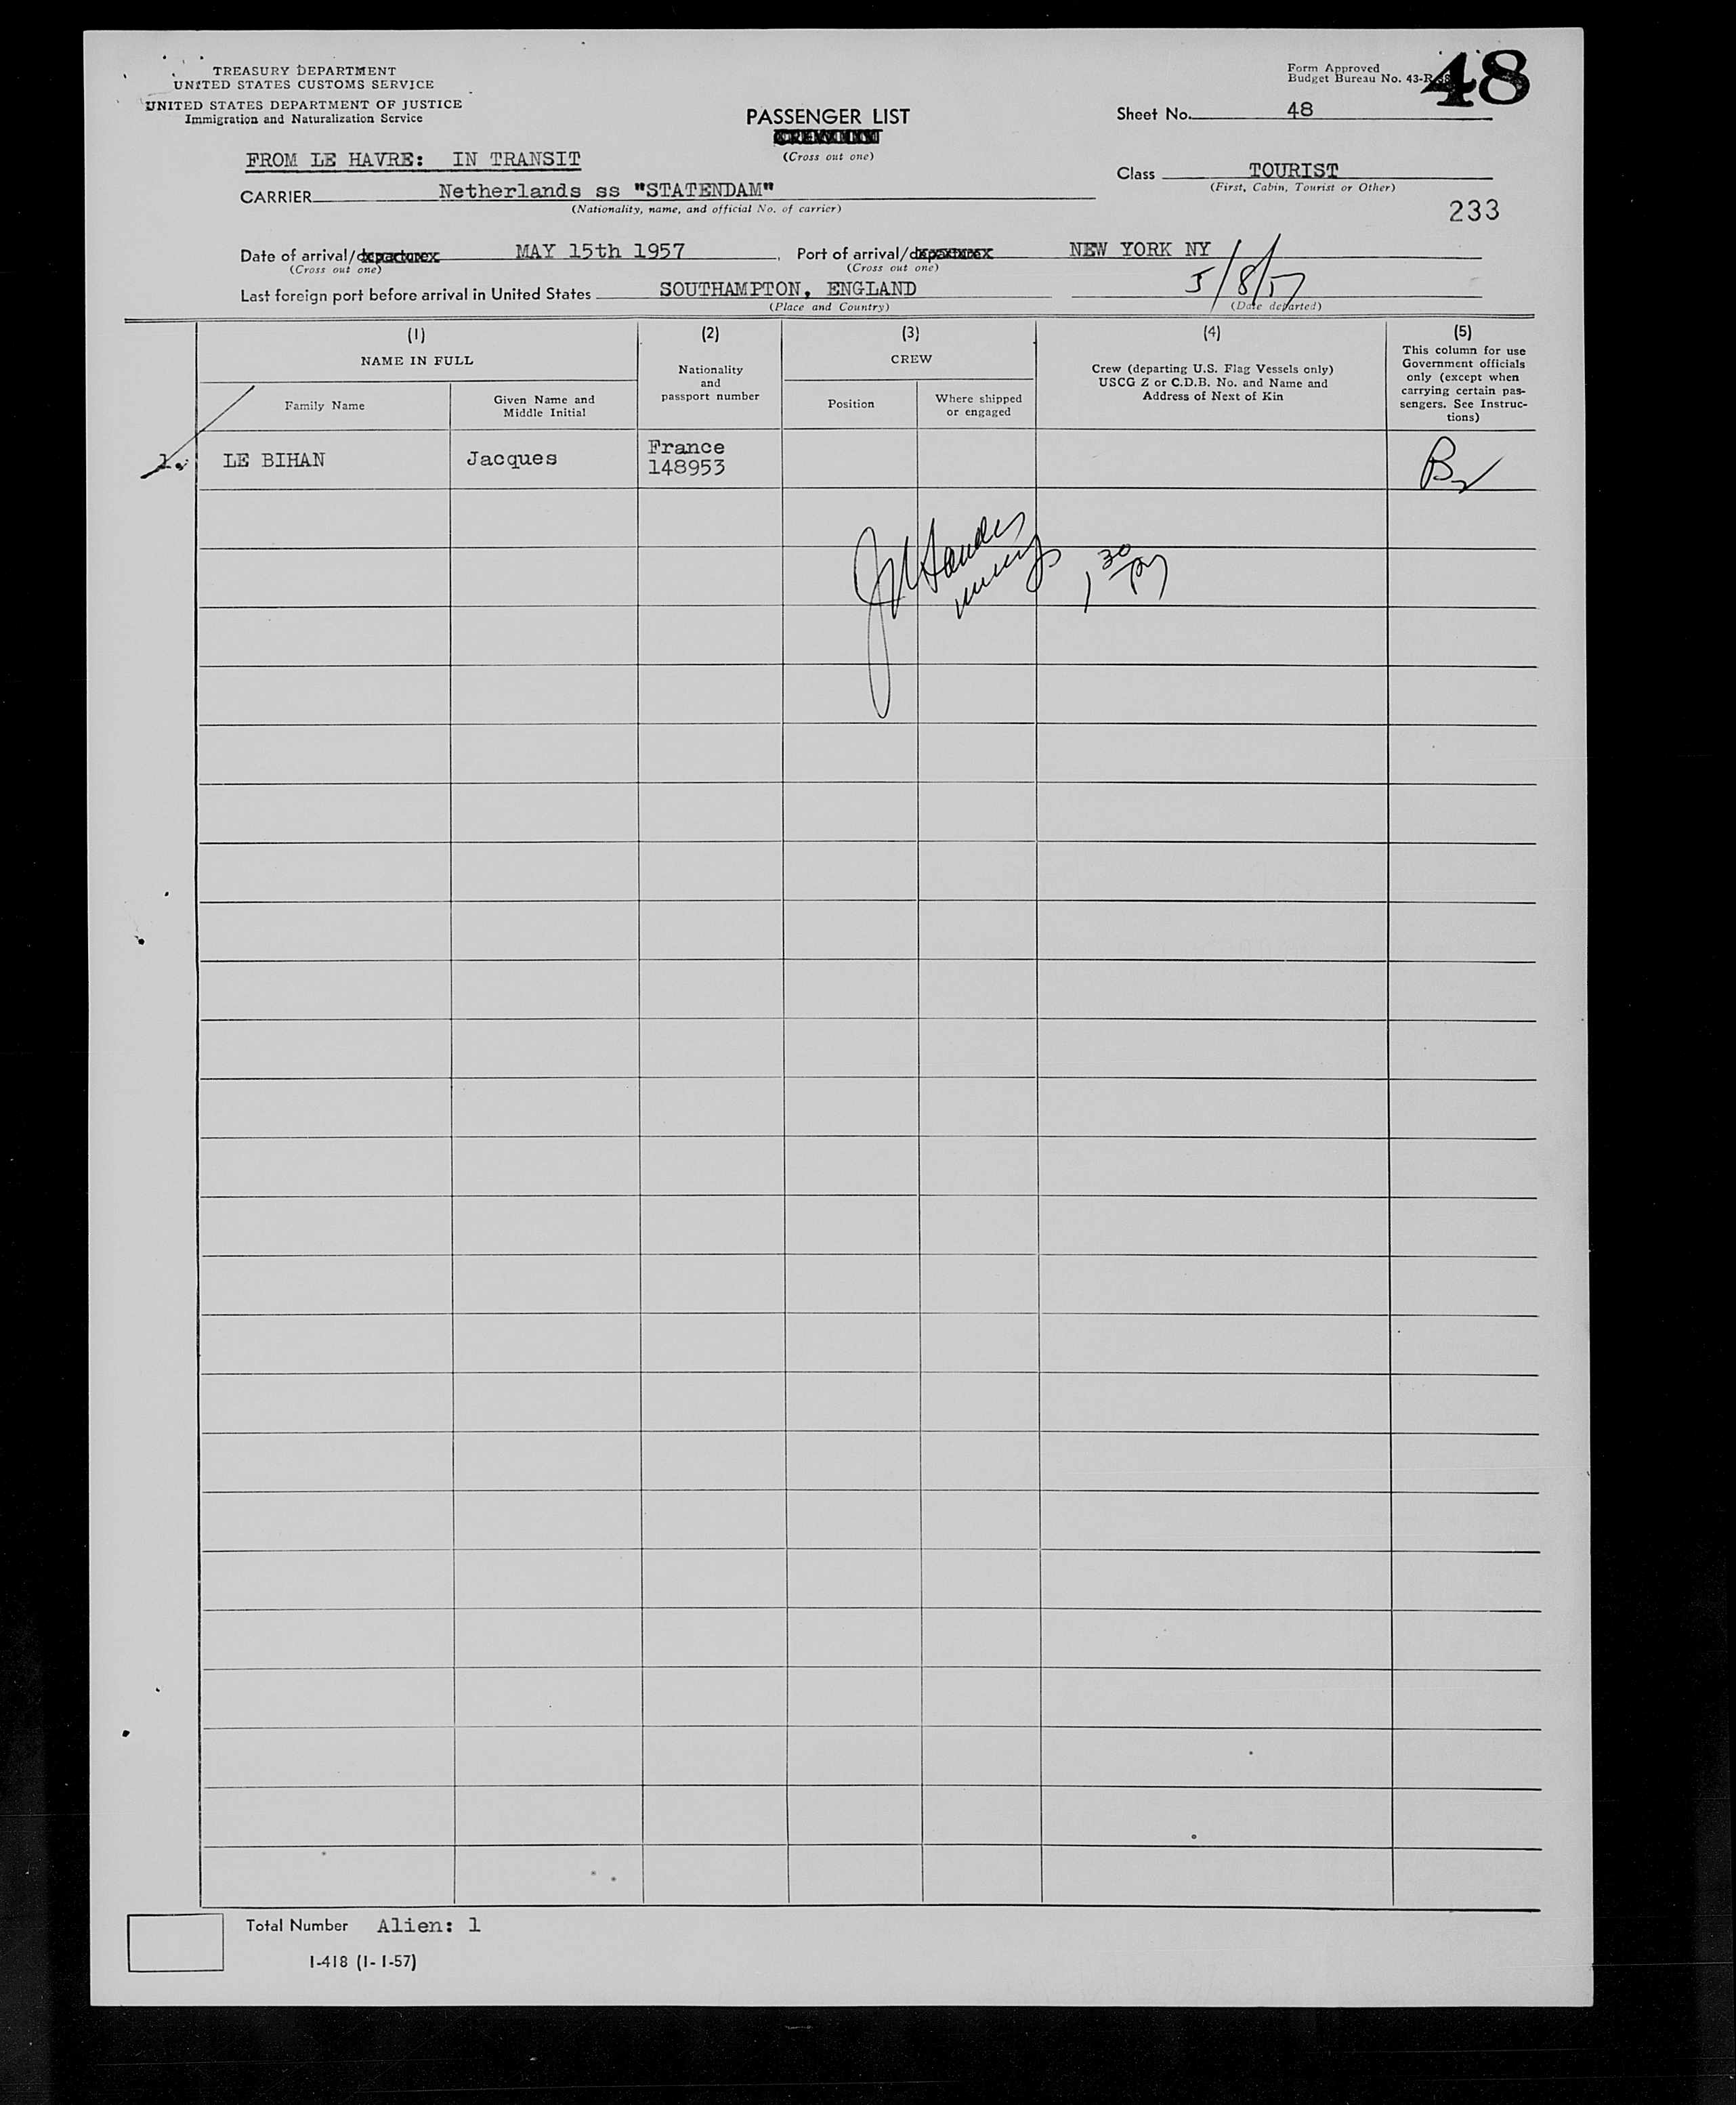 TREASURY DEPARTMENT
UNITED STATES CUSTOMS SERVICE
UNITED STATES DEPARTMENT OF JUSTICE
Immigration and Naturalization Service
Form Approved
Budget Bureau No. 43-R
48
PASSENGER LIST
(Cross out one)
Sheet No. 48
FROM LE HAVRE: IN TRANSIT
Class TOURIST
(First, Cabin, Tourist or Other)
CARRIER Netherlands ss "STATENDAM"
(Nationality, name, and official No. of carrier)
233
Date of arrival/departure MAY 15th 1957, Port of arrival/departure NEW YORK NY
(Cross out one) (Cross out one)
Last foreign port before arrival in United States SOUTHAMPTON, ENGLAND 5/8/57
(Place and Country) (Date departed)
(1) (2) (3) (4) (5)
NAME IN FULL
Family Name
Given Name and
Middle Initial
Nationality
and
passport number
CREW
Position
Where shipped
or engaged
Crew (departing U.S. Flag Vessels only)
USCG Z or C.D.B. No. and Name and
Address of Next of Kin
This column for use
Government officials
only (except when
carrying certain pas-
sengers. See Instruc-
tions)
1. LE BIHAN Jacques France
148953
Total Number Alien: 1
I-418 (1-1-57)